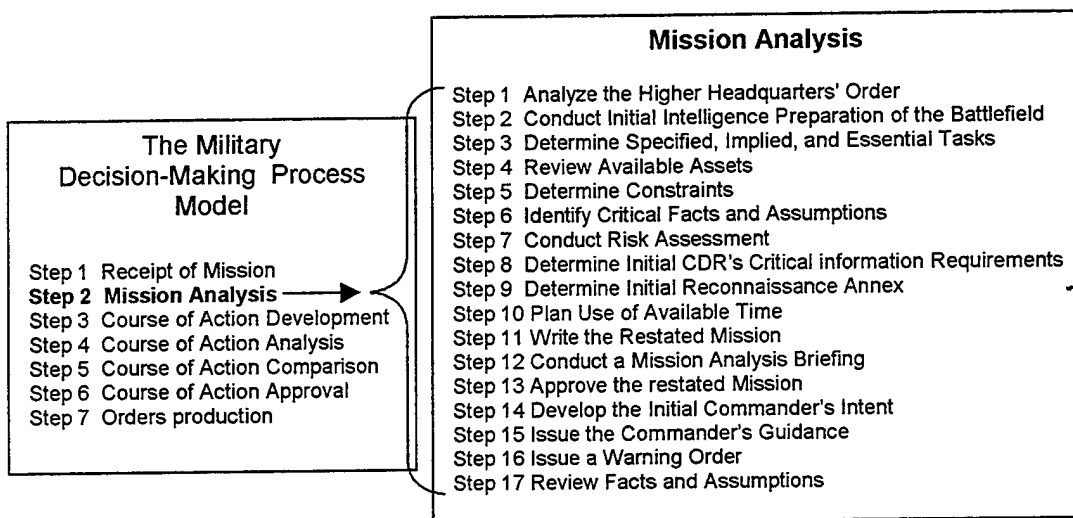 The Military
Decision-Making Process
Model
Step 1 Receipt of Mission
Step 2 Mission Analysis
Step 3 Course of Action Development
Step 4 Course of Action Analysis
Step 5 Course of Action Comparison
Step 6 Course of Action Approval
Step 7 Orders production
Mission Analysis
Step 1 Analyze the Higher Headquarters' Order
Step 2 Conduct Initial Intelligence Preparation of the Battlefield
Step 3 Determine Specified, Implied, and Essential Tasks
Step 4 Review Available Assets
Step 5 Determine Constraints
Step 6 Identify Critical Facts and Assumptions
Step 7 Conduct Risk Assessment
Step 8 Determine Initial CDR's Critical information Requirements
Step 9 Determine Initial Reconnaissance Annex
Step 10 Plan Use of Available Time
Step 11 Write the Restated Mission
Step 12 Conduct a Mission Analysis Briefing
Step 13 Approve the restated Mission
Step 14 Develop the Initial Commander's Intent
Step 15 Issue the Commander's Guidance
Step 16 Issue a Warning Order
Step 17 Review Facts and Assumptions